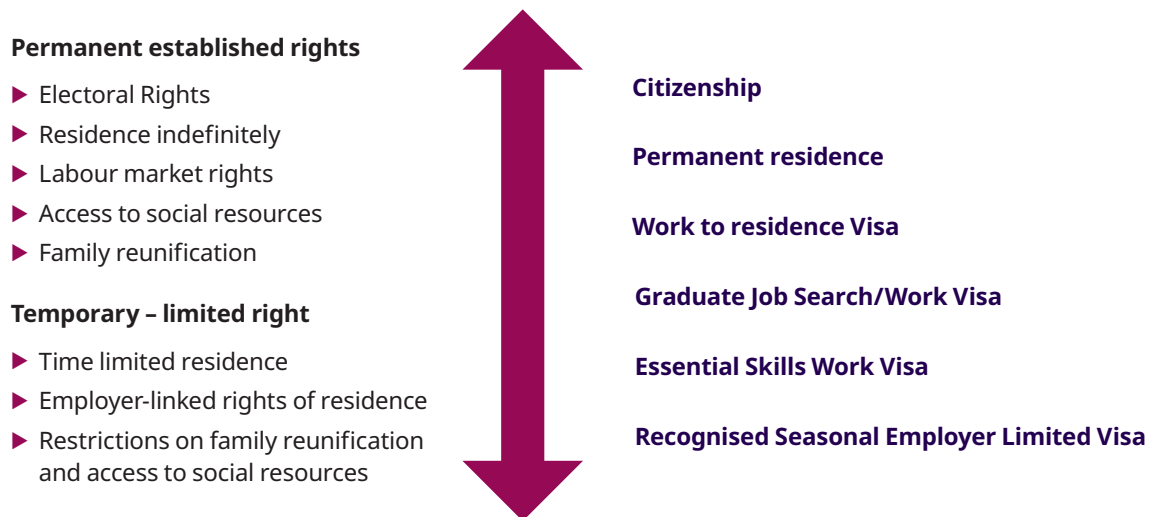 Permanent established rights
Electoral Rights
Residence indefinitely
Labour market rights
Access to social resources
Family reunification
Temporary – limited right
Time limited residence
Employer-linked rights of residence
Restrictions on family reunification
and access to social resources
Citizenship
Permanent residence
Work to residence Visa
Graduate Job Search/Work Visa
Essential Skills Work Visa
Recognised Seasonal Employer Limited Visa